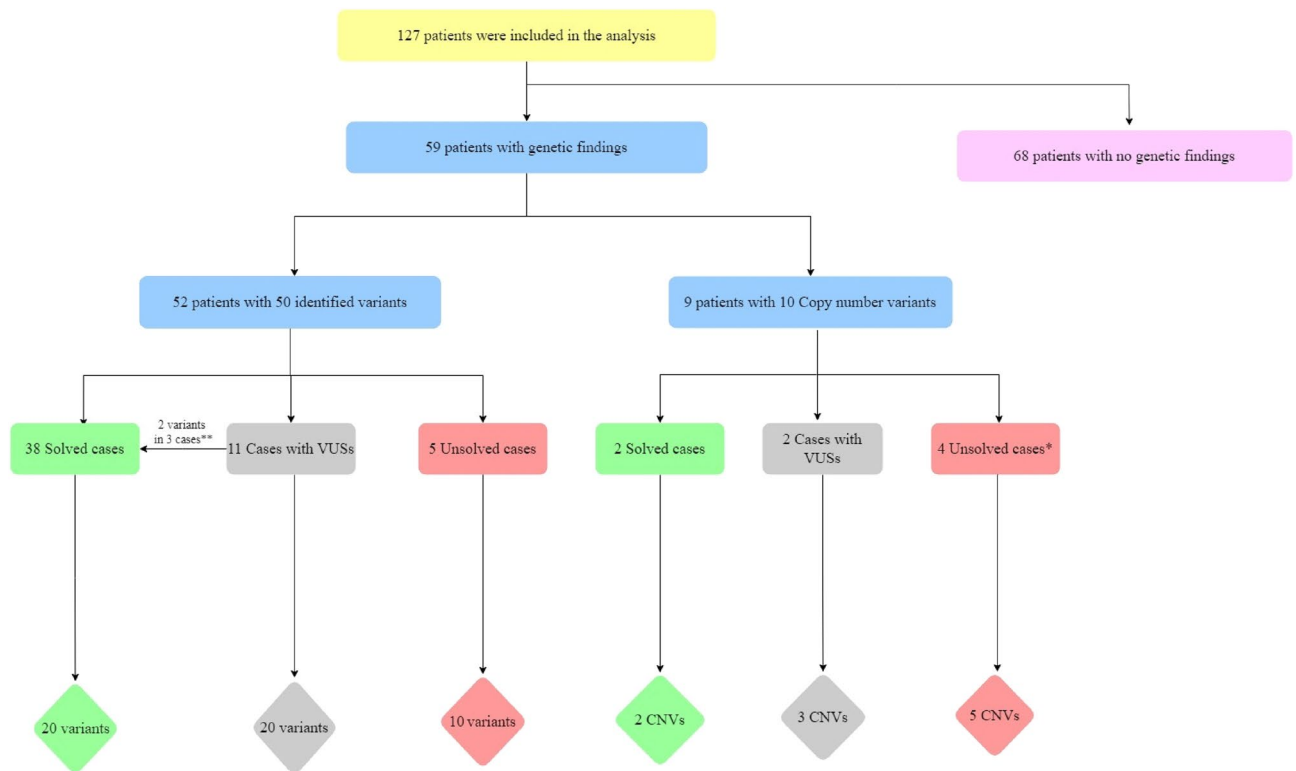 127 patients were included in the analysis
59 patients with genetic findings
68 patients with no genetic findings
52 patients with 50 identified variants
9 patients with 10 Copy number variants
38 Solved cases
2 variants
in 3 cases**
11 Cases with VUSs
5 Unsolved cases
2 Solved cases
2 Cases with
VUSs
4 Unsolved cases*
20 variants
20 variants
10 variants
2 CNVs
3 CNVs
5 CNVs